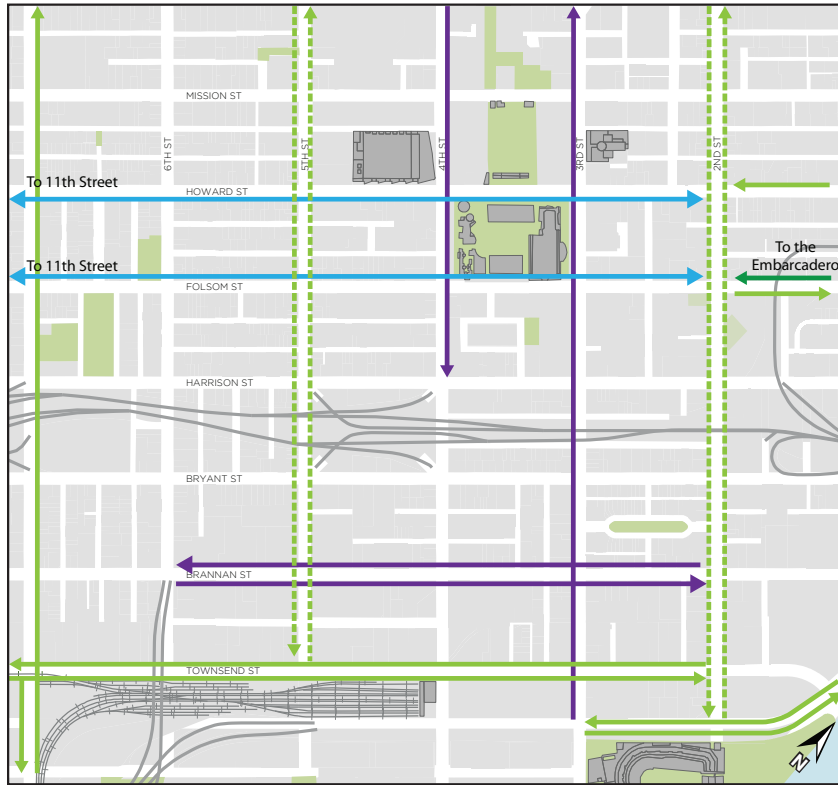 MISSION ST
6TH ST
5TH ST
4TH ST
3RD ST
2ND ST
To 11th Street
HOWARD ST
To the
Embarcadero
To 11th Street
FOLSOM ST
HARRISON ST
BRYANT ST
BRANNAN ST
TOWNSEND ST
N